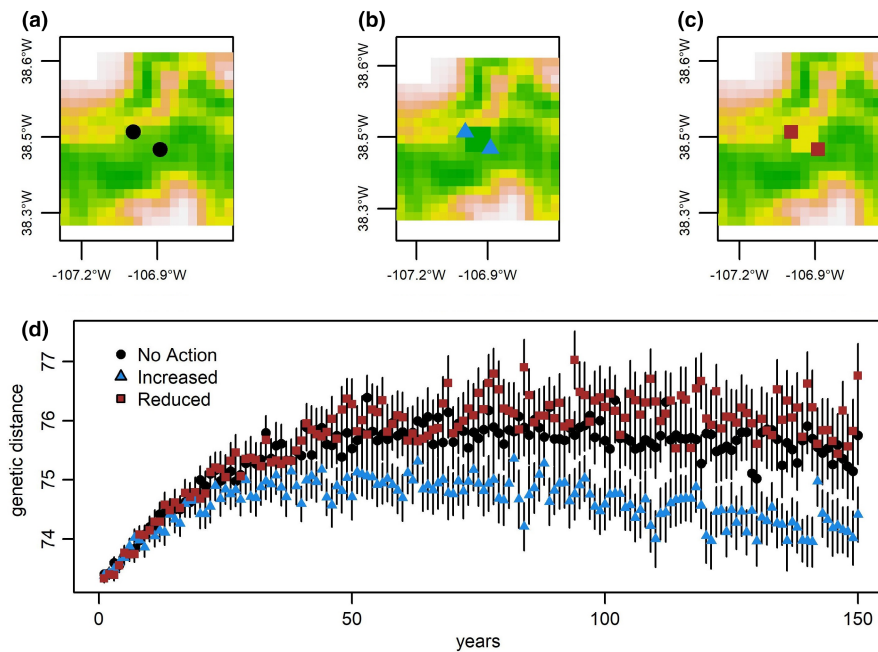 (a)
38.6°W
38.5°W
38.3°W
-107.2°W -106.9°W
(b)
38.6°W
38.5°W
38.3°W
-107.2°W -106.9°W
(c)
38.6°W
38.5°W
38.3°W
-107.2°W -106.9°W
(d)
77
76
75
74
genetic distance
No Action
Increased
Reduced
0 50 100 150
years